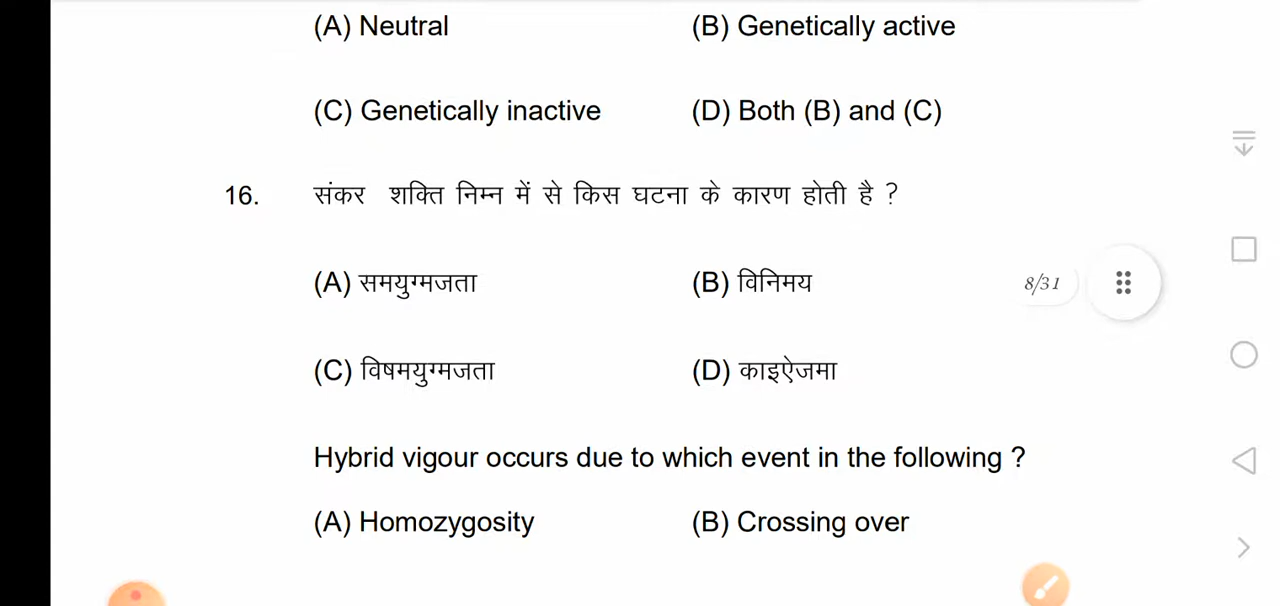 (A) Neutral (B) Genetically active
(C) Genetically inactive (D) Both (B) and (C)
16. संकर शक्ति निम्न में से किस घटना के कारण होती है ?
(A) समयुग्मजता (B) विनिमय
8/31
(C) विषमयुग्मजता (D) काइऐजमा
Hybrid vigour occurs due to which event in the following ?
(A) Homozygosity (B) Crossing over